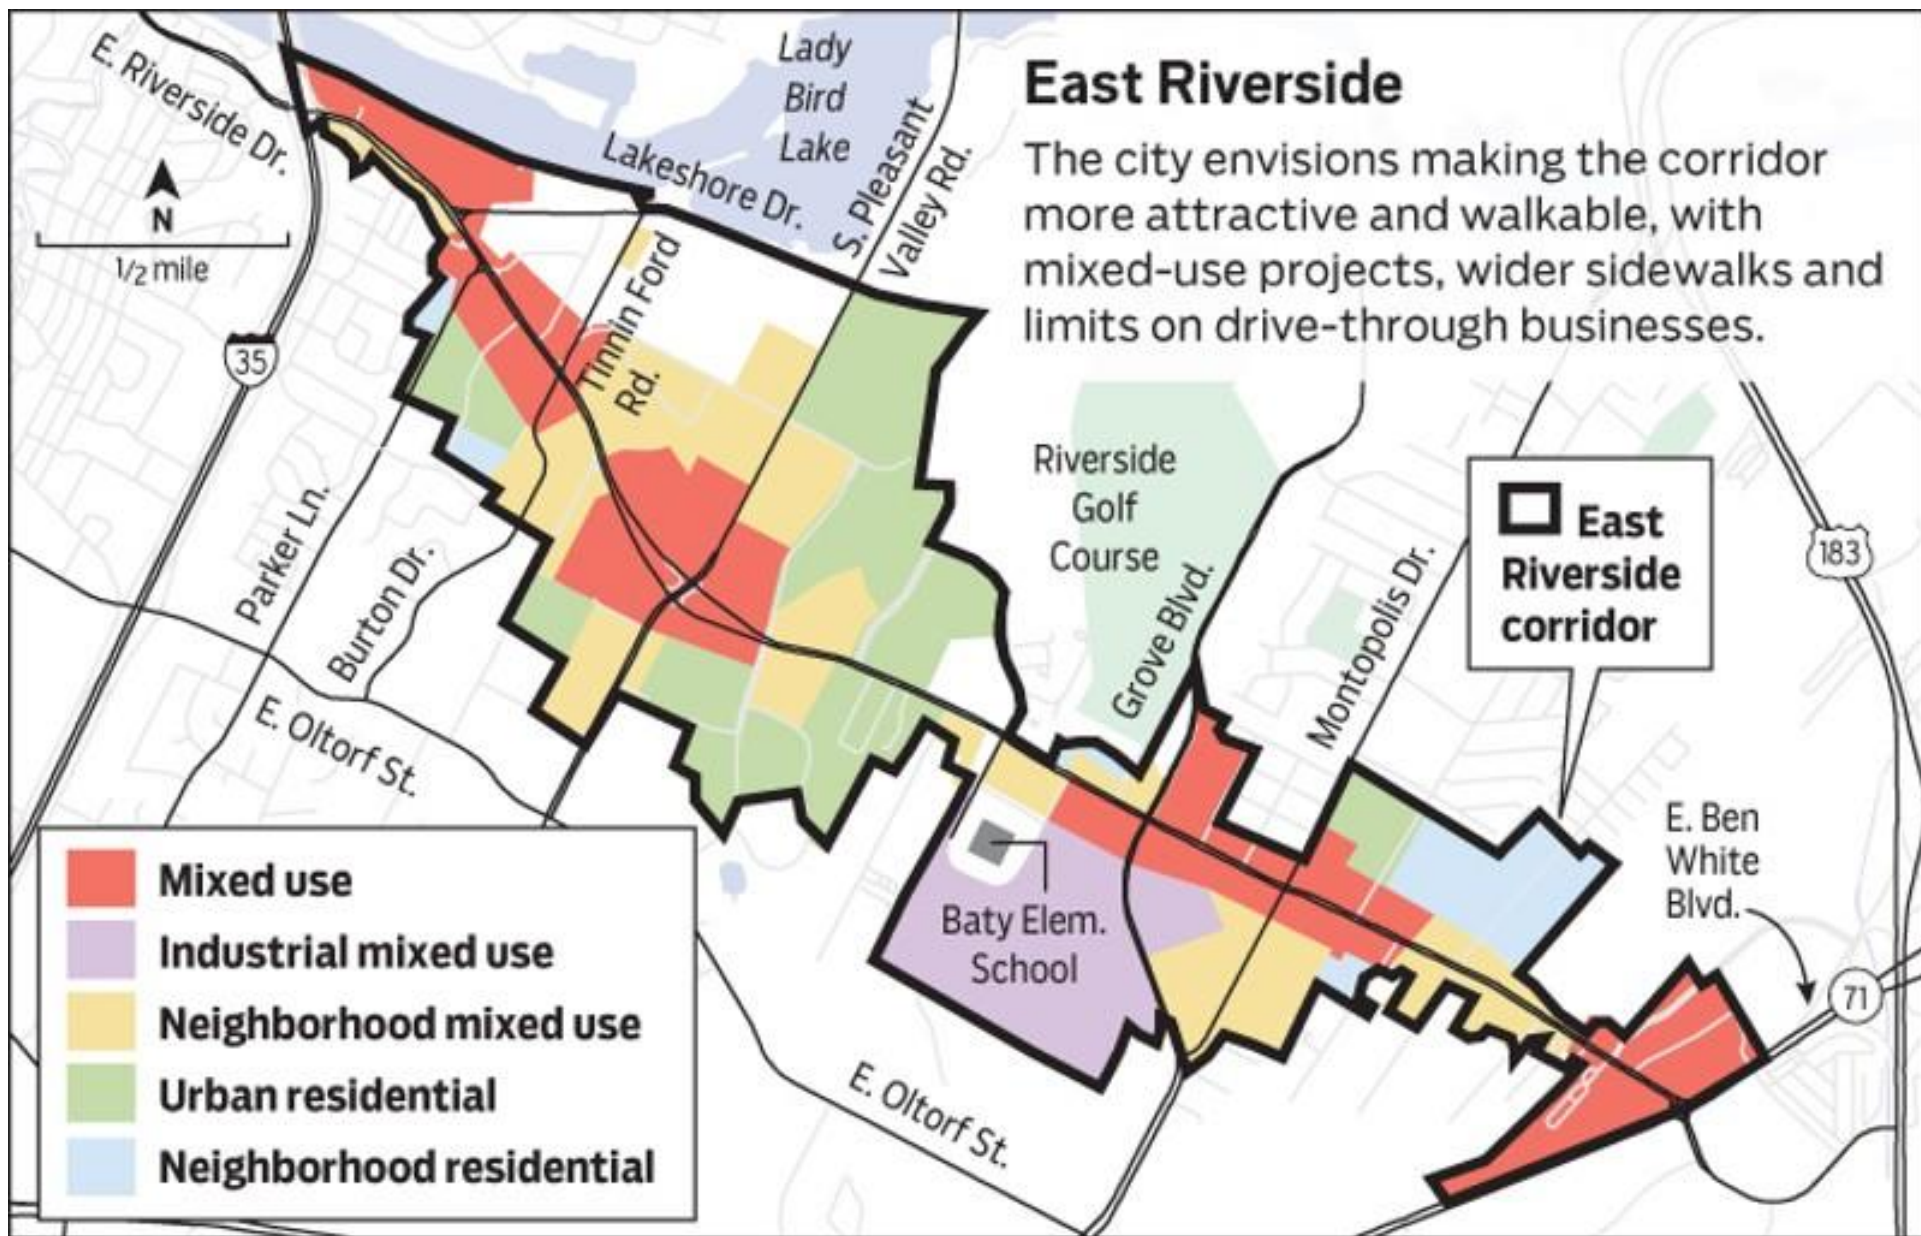 East Riverside
The city envisions making the corridor
more attractive and walkable, with
mixed-use projects, wider sidewalks and
limits on drive-through businesses.
E. Riverside Dr.
N
1/2 mile
35
Lady
Bird
Lake
Lakeshore Dr.
S. Pleasant
Valley Rd.
Tinnin Ford
Rd.
Parker Ln.
Burton Dr.
E. Oltorf St.
Riverside
Golf
Course
Grove Blvd.
Montopolis Dr.
East
Riverside
corridor
183
E. Ben
White
Blvd.
71
Baty Elem.
School
E. Oltorf St.
Mixed use
Industrial mixed use
Neighborhood mixed use
Urban residential
Neighborhood residential